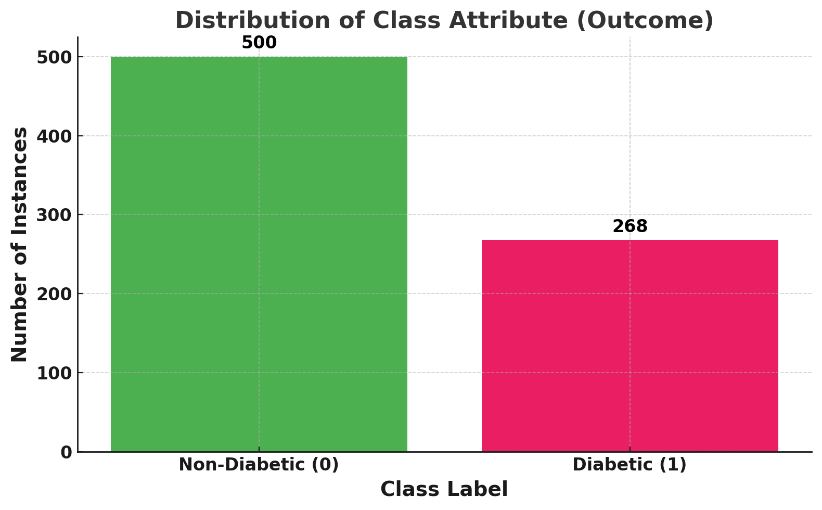 Distribution of Class Attribute (Outcome)
500
500
400
300
268
200
100
0
Number of Instances
Non-Diabetic (0)
Diabetic (1)
Class Label